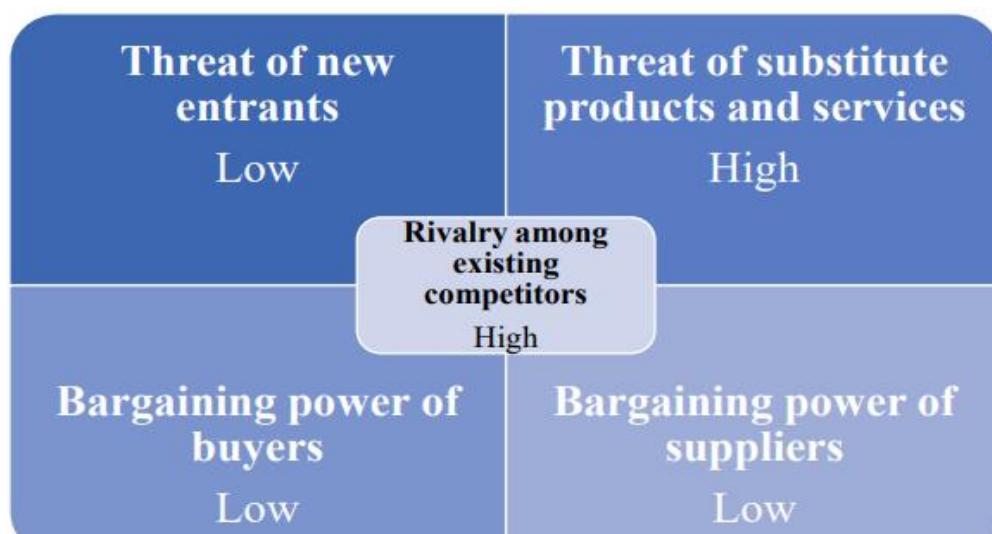 Threat of new
entrants
Low
Threat of substitute
products and services
High
Rivalry among
existing
competitors
High
Bargaining power of
buyers
Low
Bargaining power of
suppliers
Low